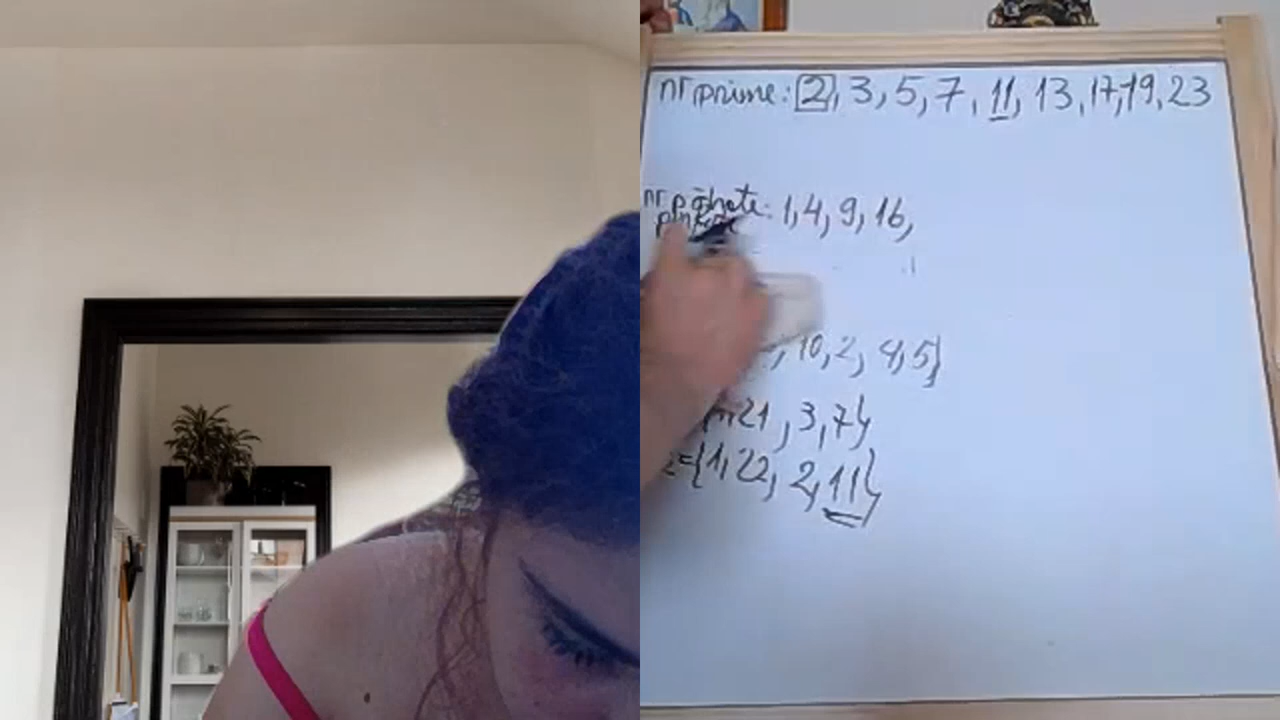 nr prime: 2, 3, 5, 7, 11, 13, 17, 19, 23
nr pătrate: 1, 4, 9, 16,
10, 2, 4, 5}
21, 3, 7}
={1, 22, 2, 11}